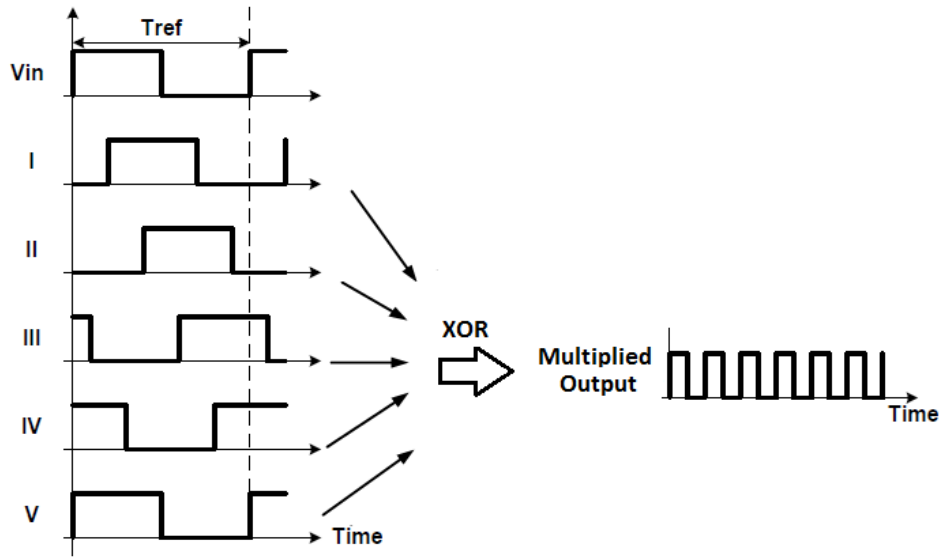 Tref
Vin
I
II
III
IV
V
Time
XOR
Multiplied
Output
Time